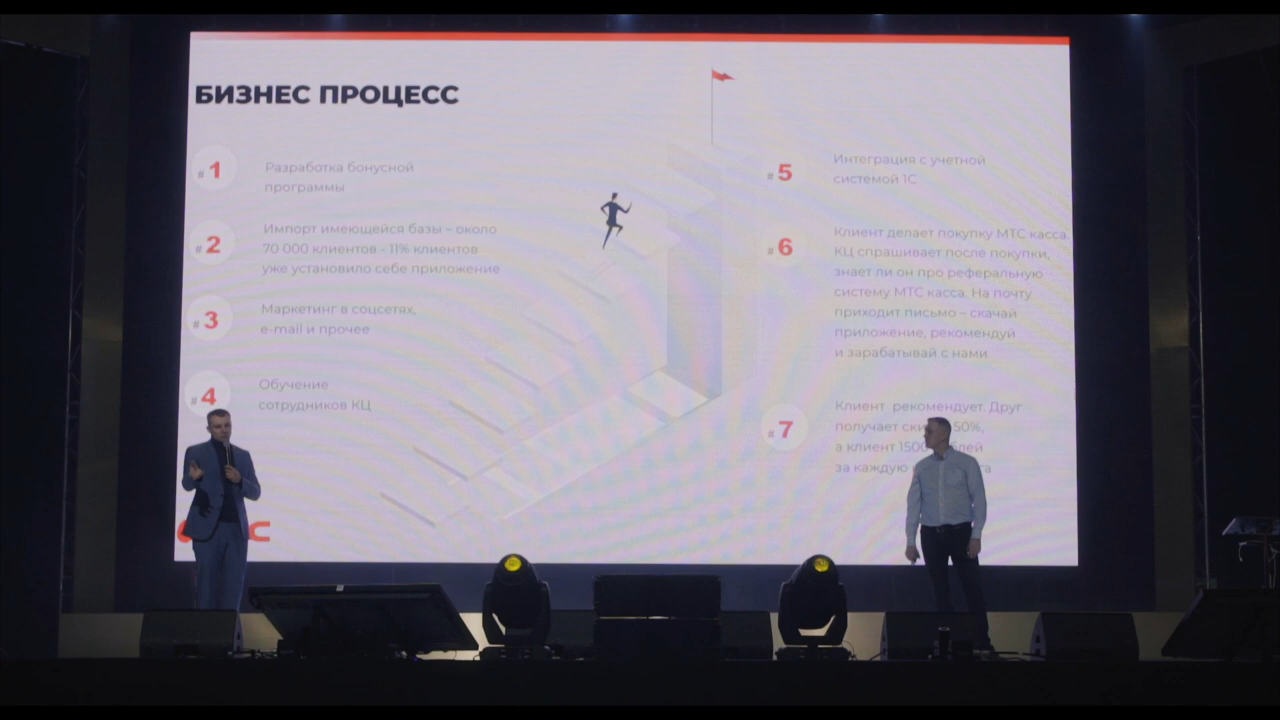 БИЗНЕС ПРОЦЕСС
#1
Разработка бонусной
программы
#2
Импорт имеющейся базы – около
70 000 клиентов - 11% клиентов
уже установило себе приложение
#3
Маркетинг в соцсетях,
e-mail и прочее
#4
Обучение
сотрудников КЦ
#5
Интеграция с учетной
системой 1С
#6
Клиент делает покупку МТС касса.
КЦ спрашивает после покупки,
знает ли он про реферальную
систему МТС касса. На почту
приходит письмо – скачай
приложение, рекомендуй
и зарабатывай с нами
#7
Клиент рекомендует. Друг
получает 50%,
а клиент 1500
за каждую